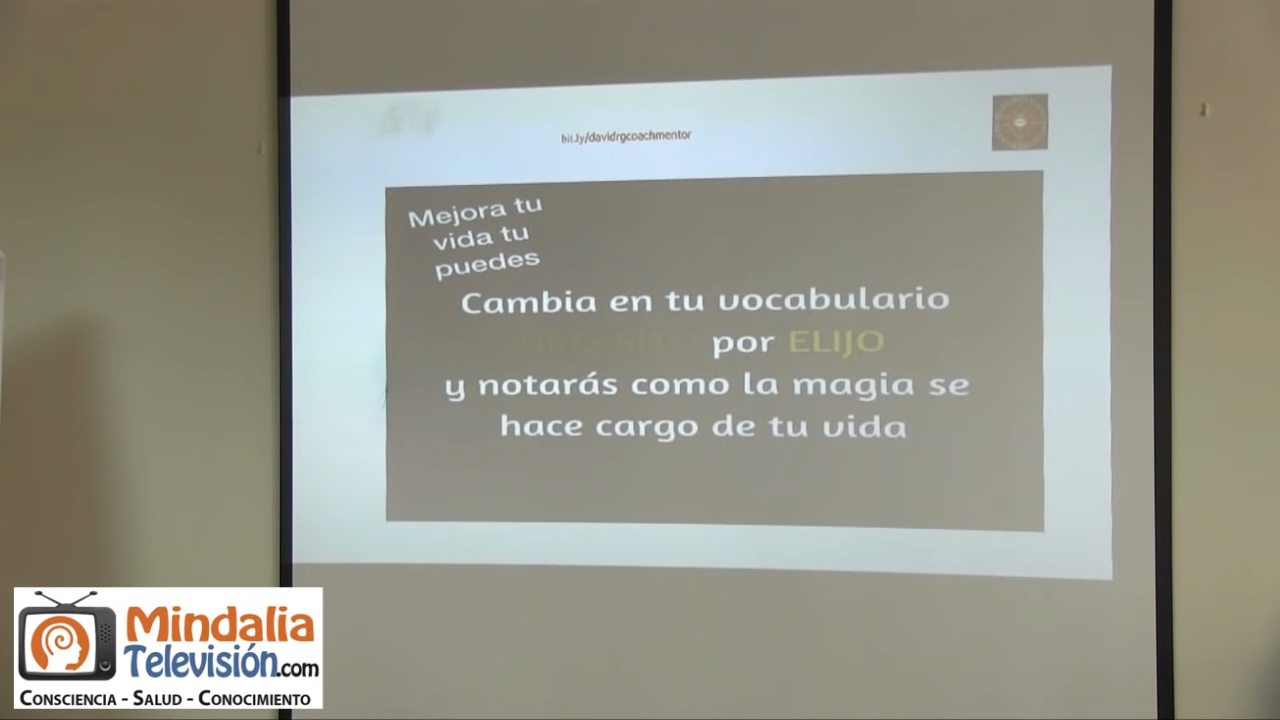 bit.ly/davidrgcoachmentor
Mejora tu
vida tu
puedes
Cambia en tu vocabulario
por ELIJO
y notarás como la magia se
hace cargo de tu vida
Mindalia
Televisión.com
Consciencia - Salud - Conocimiento